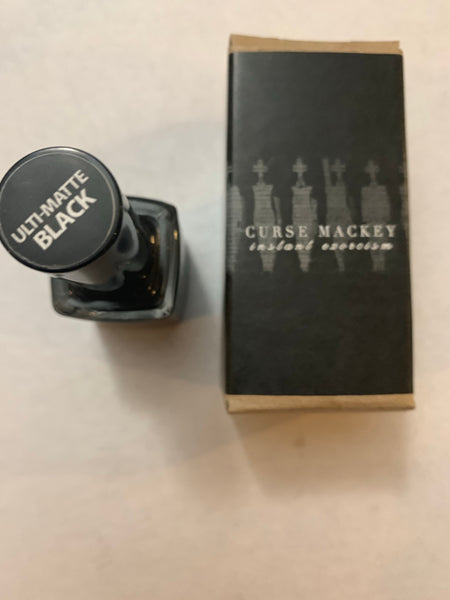 ULTI-MATTE
BLACK
CURSE MACKEY
instant exorcism